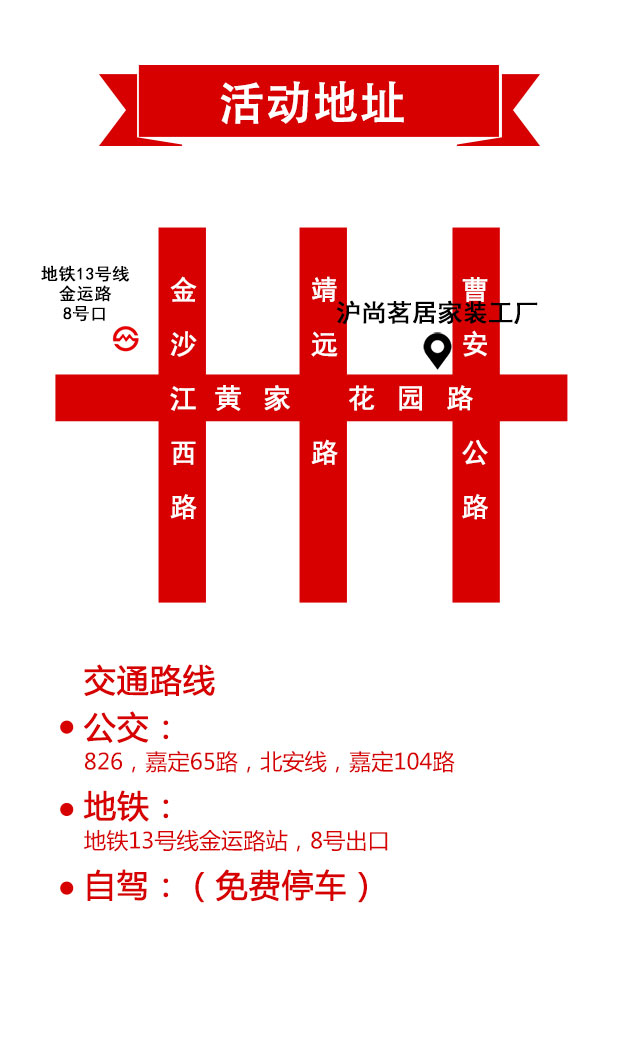 活动地址
地铁13号线
金运路
8号口
金沙江西路
靖远路
曹安公路
沪尚茗居家装工厂
黄家花园路
交通路线
公交：
826，嘉定65路，北安线，嘉定104路
地铁：
地铁13号线金运路站，8号出口
自驾：（免费停车）